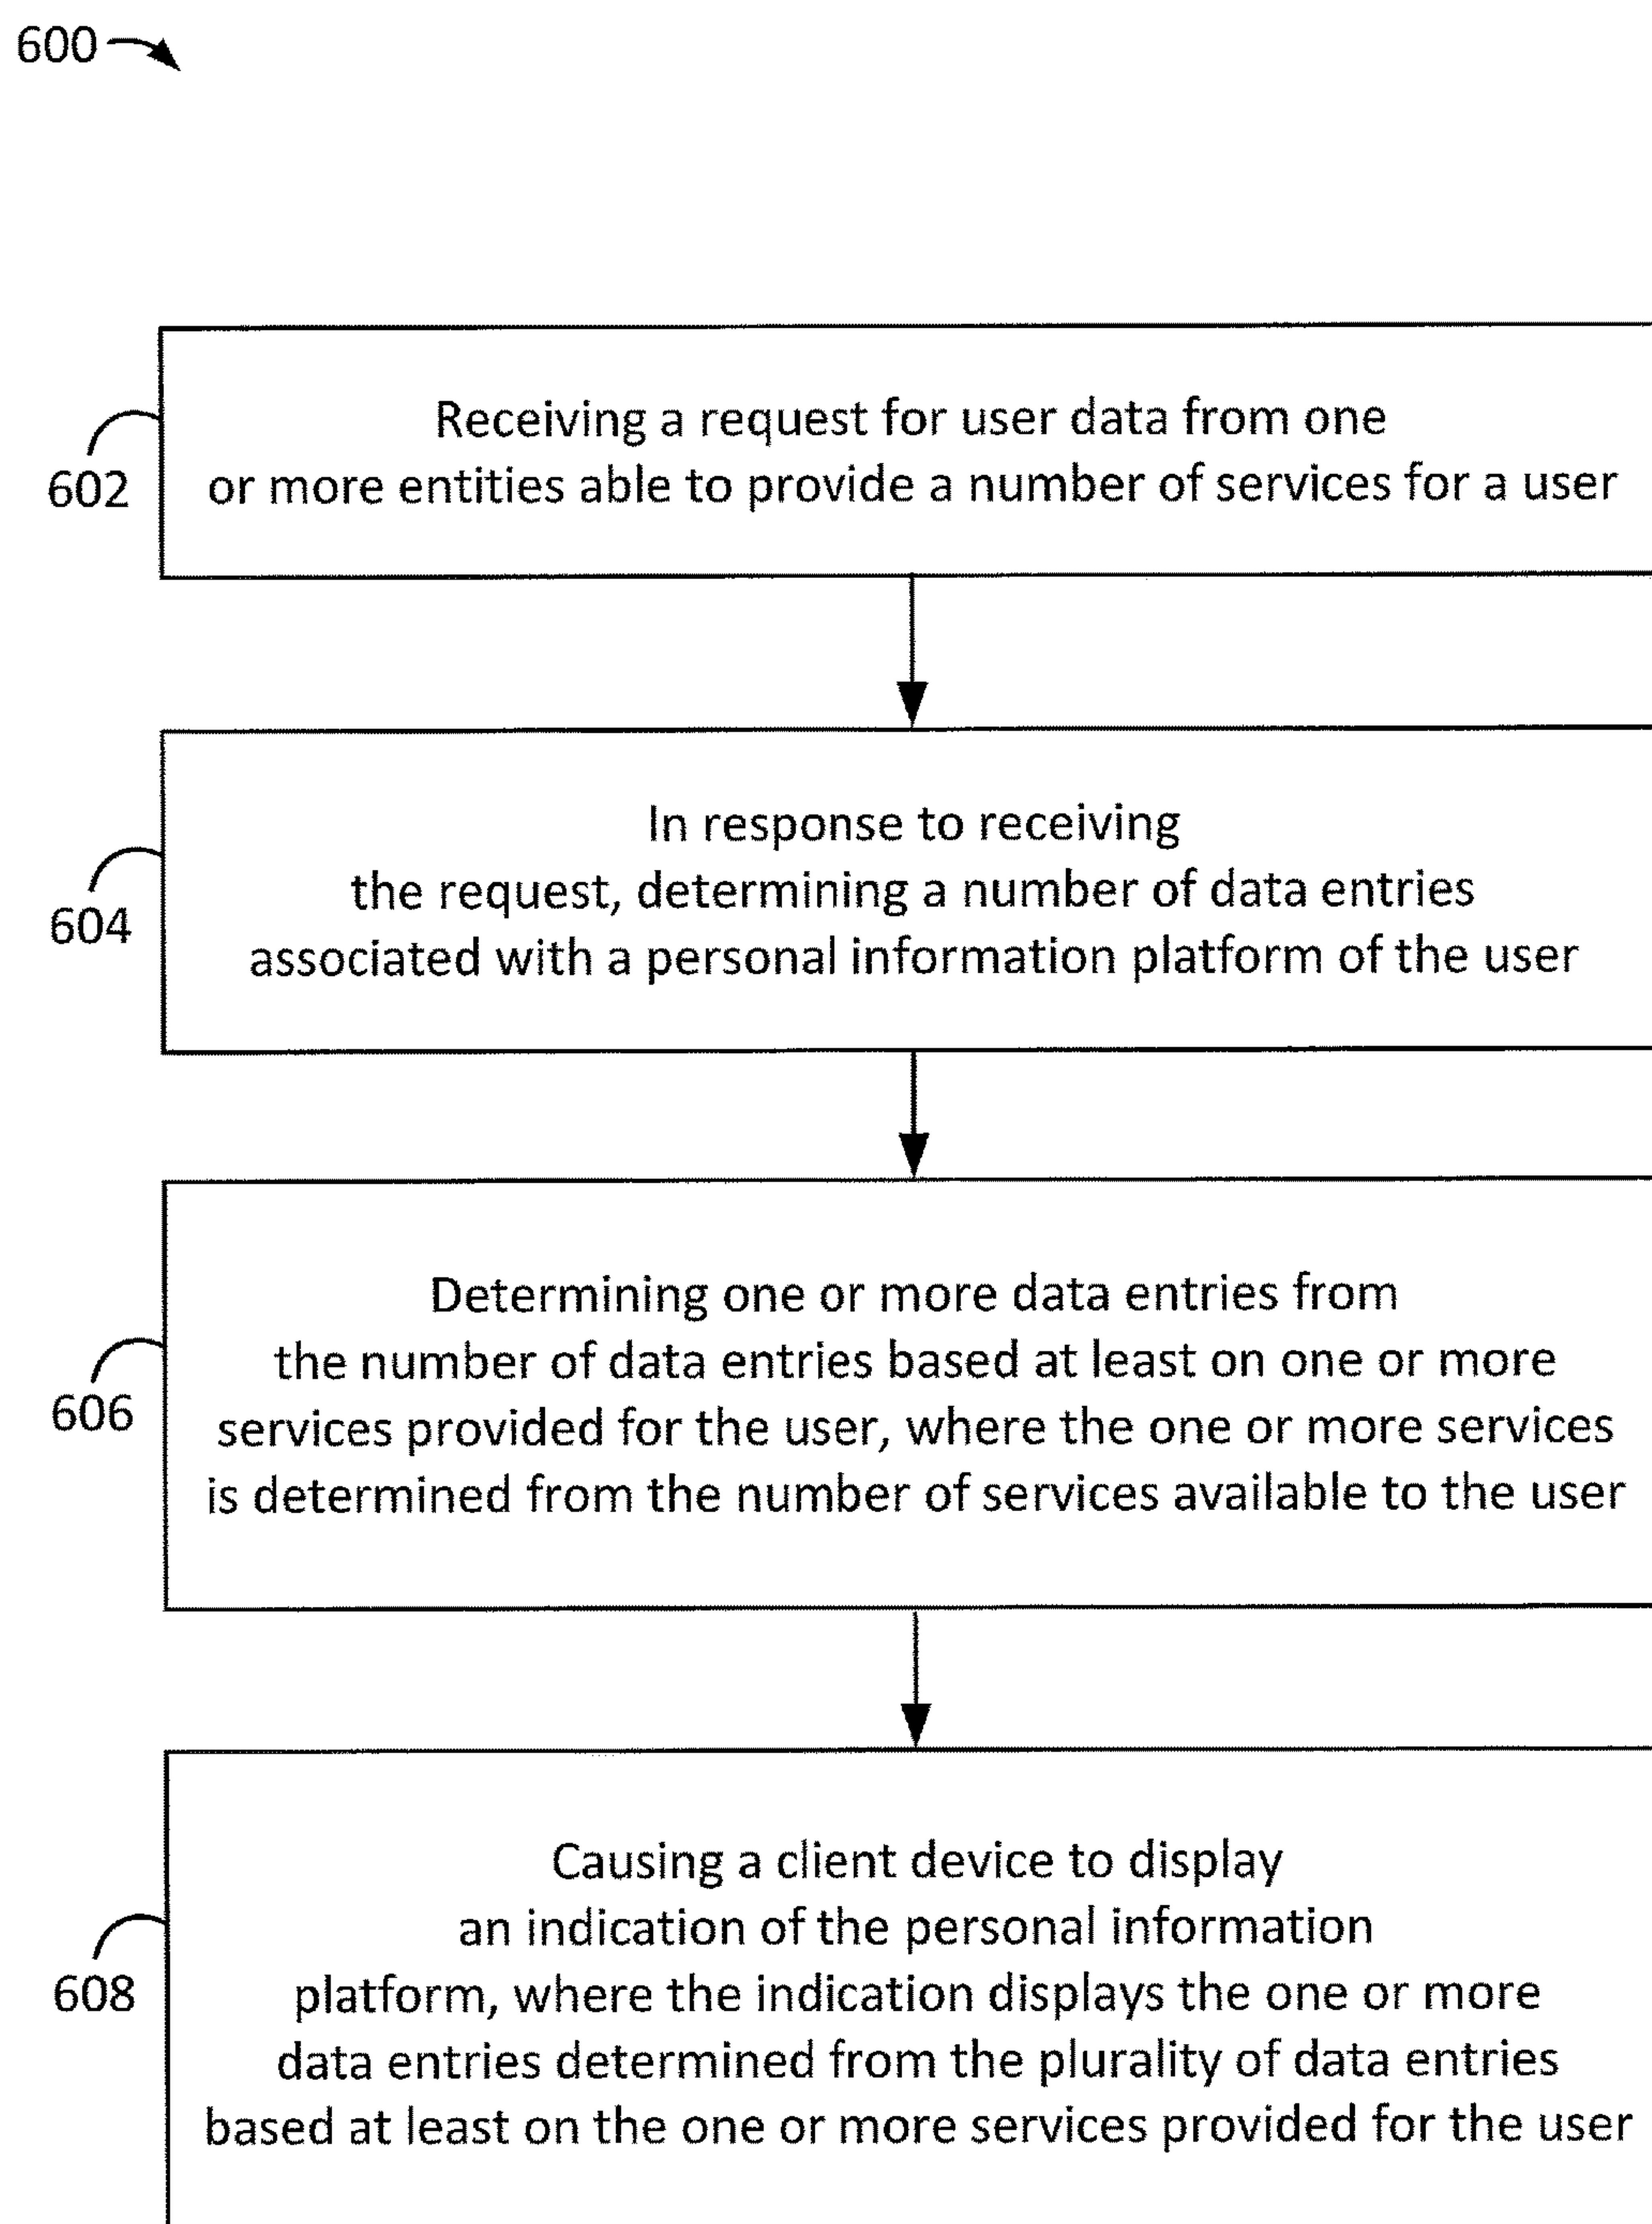 600
602
Receiving a request for user data from one
or more entities able to provide a number of services for a user
604
In response to receiving
the request, determining a number of data entries
associated with a personal information platform of the user
606
Determining one or more data entries from
the number of data entries based at least on one or more
services provided for the user, where the one or more services
is determined from the number of services available to the user
608
Causing a client device to display
an indication of the personal information
platform, where the indication displays the one or more
data entries determined from the plurality of data entries
based at least on the one or more services provided for the user